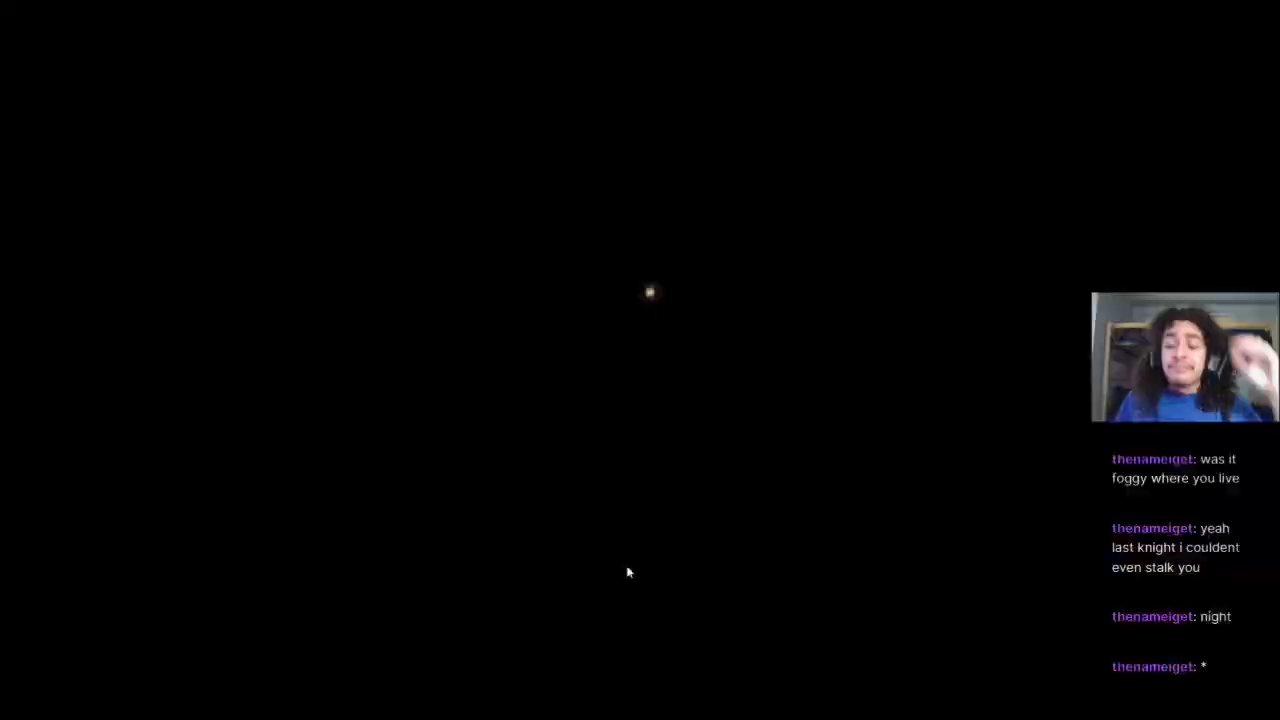 thenameiget: was it
foggy where you live
thenameiget: yeah
last knight i couldent
even stalk you
thenameiget: night
thenameiget: *